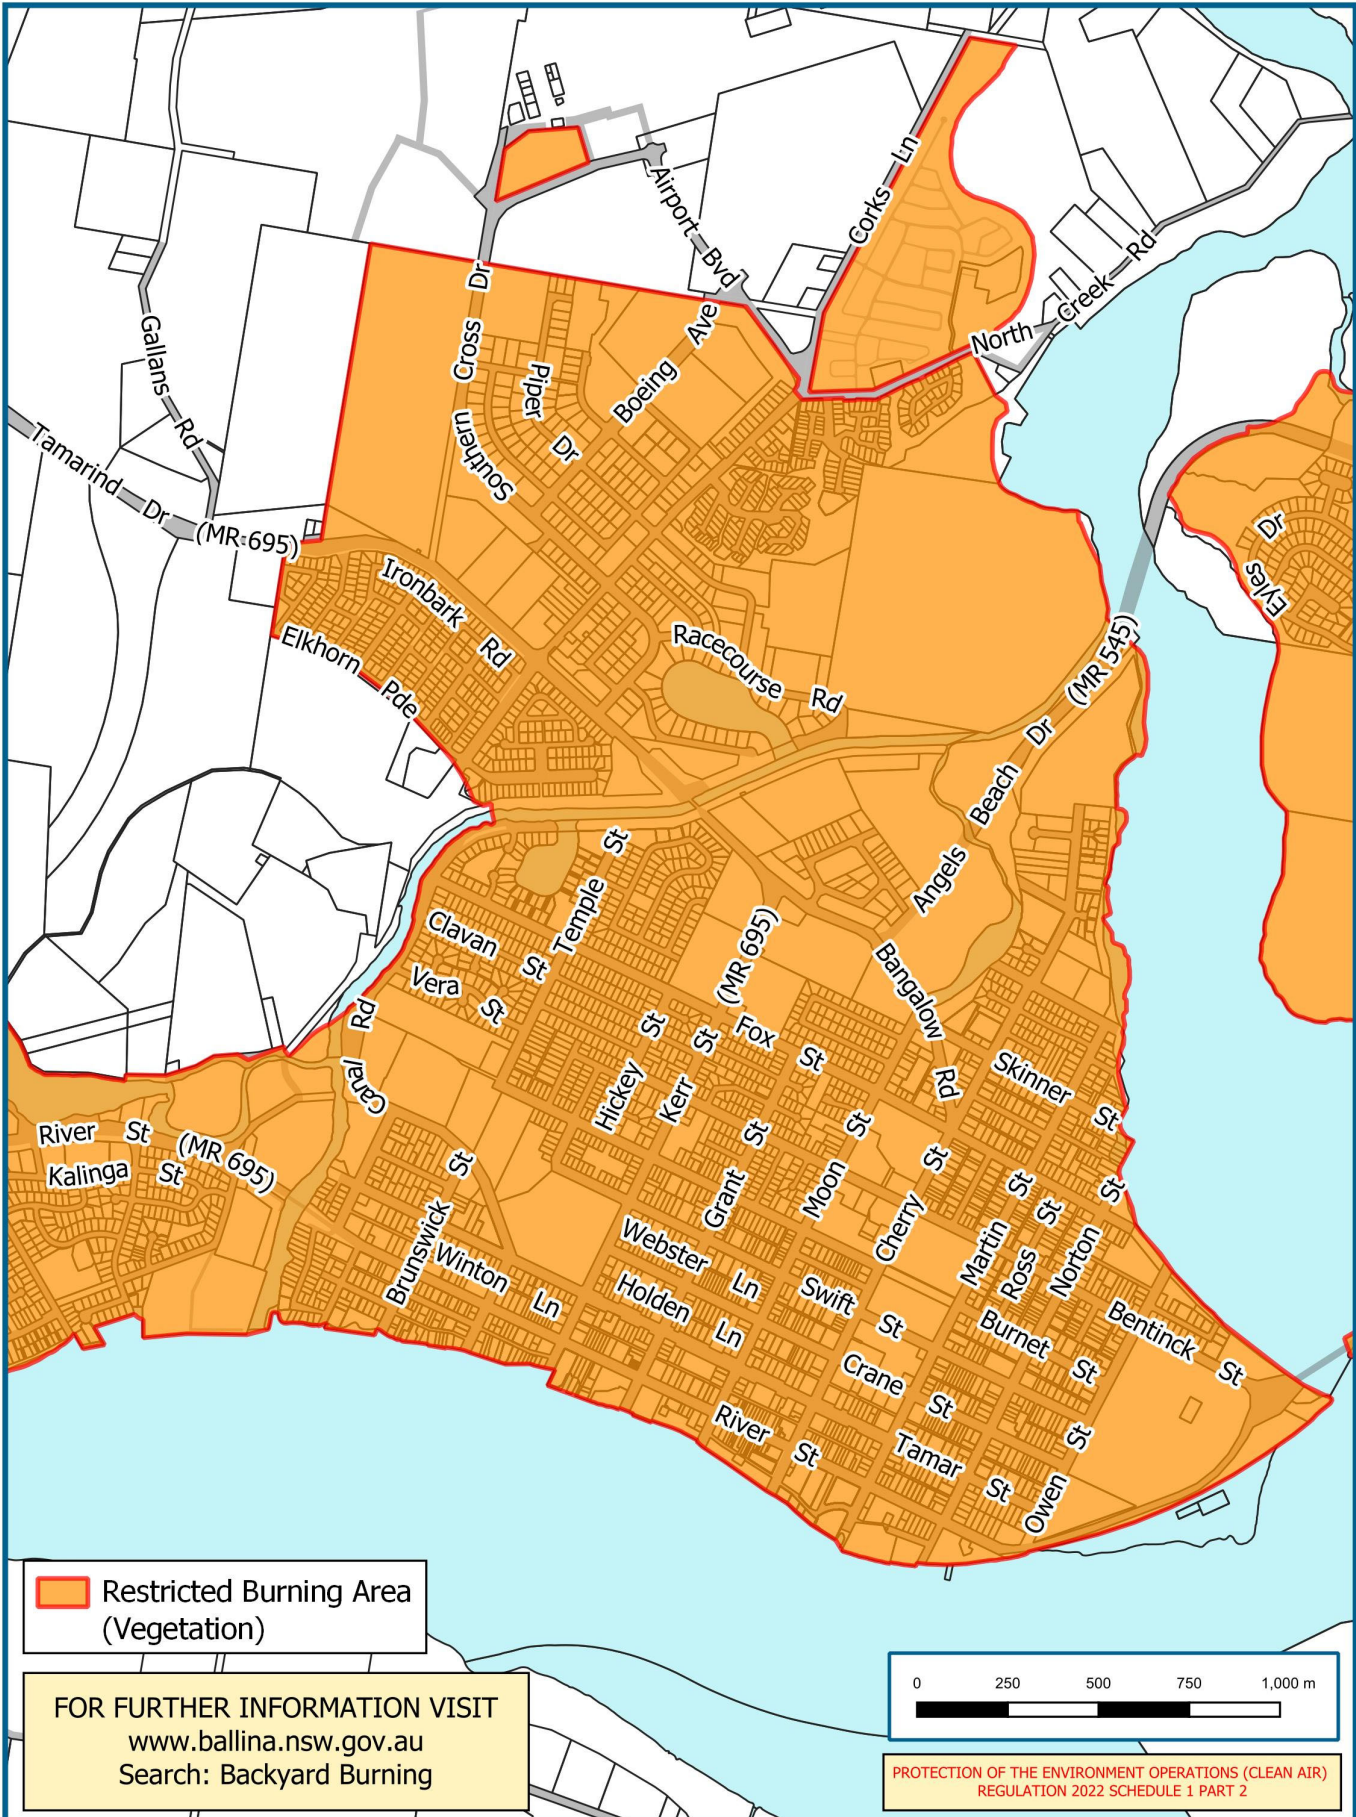 Corks Ln
Airport Bvd
North Creek Rd
Southern Cross Dr
Piper Dr
Boeing Ave
Gallans Rd
Tamarind Dr (MR 695)
Ironbark Rd
Elkhorn Pde
Racecourse Rd
Eyles Dr
Angels Beach Dr (MR 545)
Temple St
Clavan St
Vera St
(MR 695)
Bangalow Rd
Fox St
Hickey St
Kerr St
Skinner St
Canal Rd
River St (MR 695)
Kalinga St
Brunswick St
Winton Ln
Grant St
Moon St
Cherry St
Martin St
Ross St
Norton St
Webster Ln
Holden Ln
Swift St
Burnet St
Bentinck St
Crane St
River St
Tamar St
Owen St
Restricted Burning Area
(Vegetation)
FOR FURTHER INFORMATION VISIT
www.ballina.nsw.gov.au
Search: Backyard Burning
0 250 500 750 1,000 m
PROTECTION OF THE ENVIRONMENT OPERATIONS (CLEAN AIR)
REGULATION 2022 SCHEDULE 1 PART 2